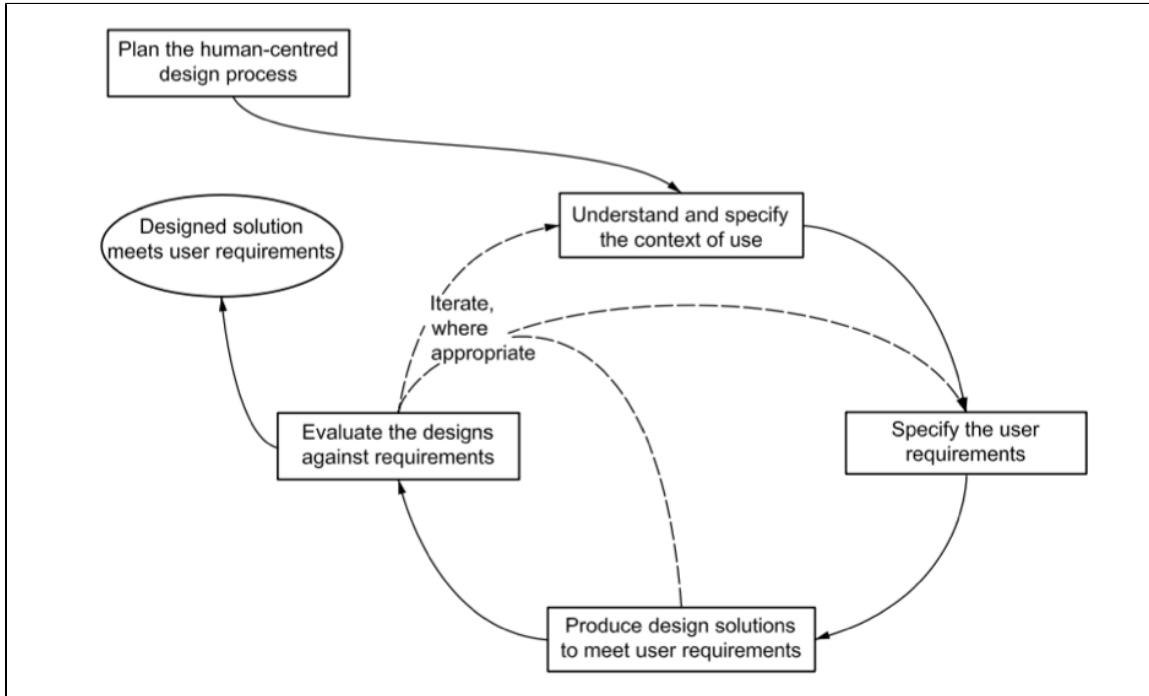 Plan the human-centred
design process
Understand and specify
the context of use
Designed solution
meets user requirements
Iterate,
where
appropriate
Evaluate the designs
against requirements
Specify the user
requirements
Produce design solutions
to meet user requirements